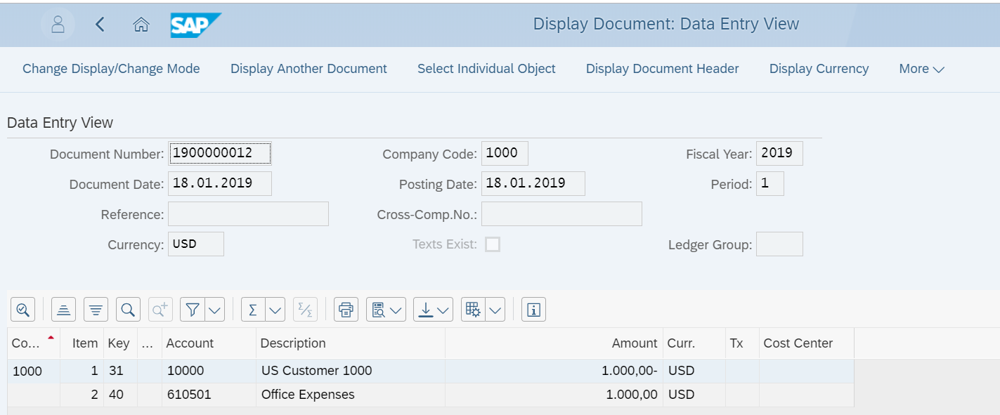 SAP Display Document: Data Entry View
Change Display/Change Mode Display Another Document Select Individual Object Display Document Header Display Currency More
Data Entry View
Document Number: 1900000012 Company Code: 1000 Fiscal Year: 2019
Document Date: 18.01.2019 Posting Date: 18.01.2019 Period: 1
Reference: Cross-Comp.No.:
Currency: USD Texts Exist: Ledger Group:
Co... Item Key ... Account Description Amount Curr. Tx Cost Center
1000 1 31 10000 US Customer 1000 1.000,00- USD
2 40 610501 Office Expenses 1.000,00 USD